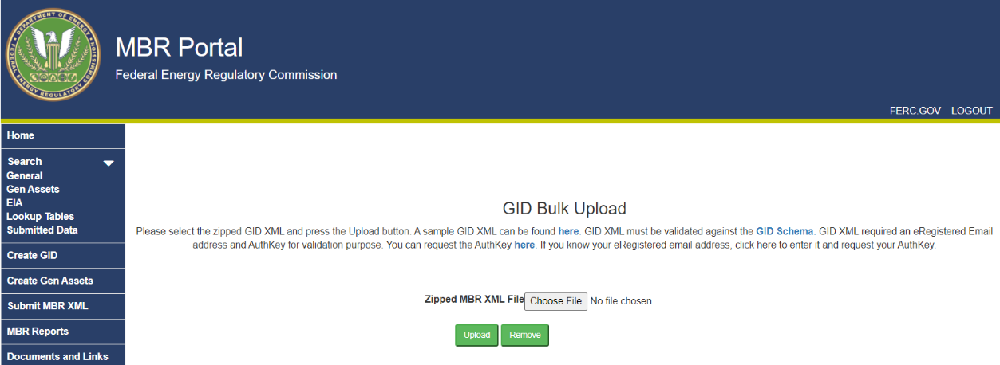 MBR Portal
Federal Energy Regulatory Commission
FERC.GOV LOGOUT
Home
Search
General
Gen Assets
EIA
Lookup Tables
Submitted Data
Create GID
Create Gen Assets
Submit MBR XML
MBR Reports
Documents and Links
GID Bulk Upload
Please select the zipped GID XML and press the Upload button. A sample GID XML can be found here. GID XML must be validated against the GID Schema. GID XML required an eRegistered Email
address and AuthKey for validation purpose. You can request the AuthKey here. If you know your eRegistered email address, click here to enter it and request your AuthKey.
Zipped MBR XML File Choose File No file chosen
Upload Remove